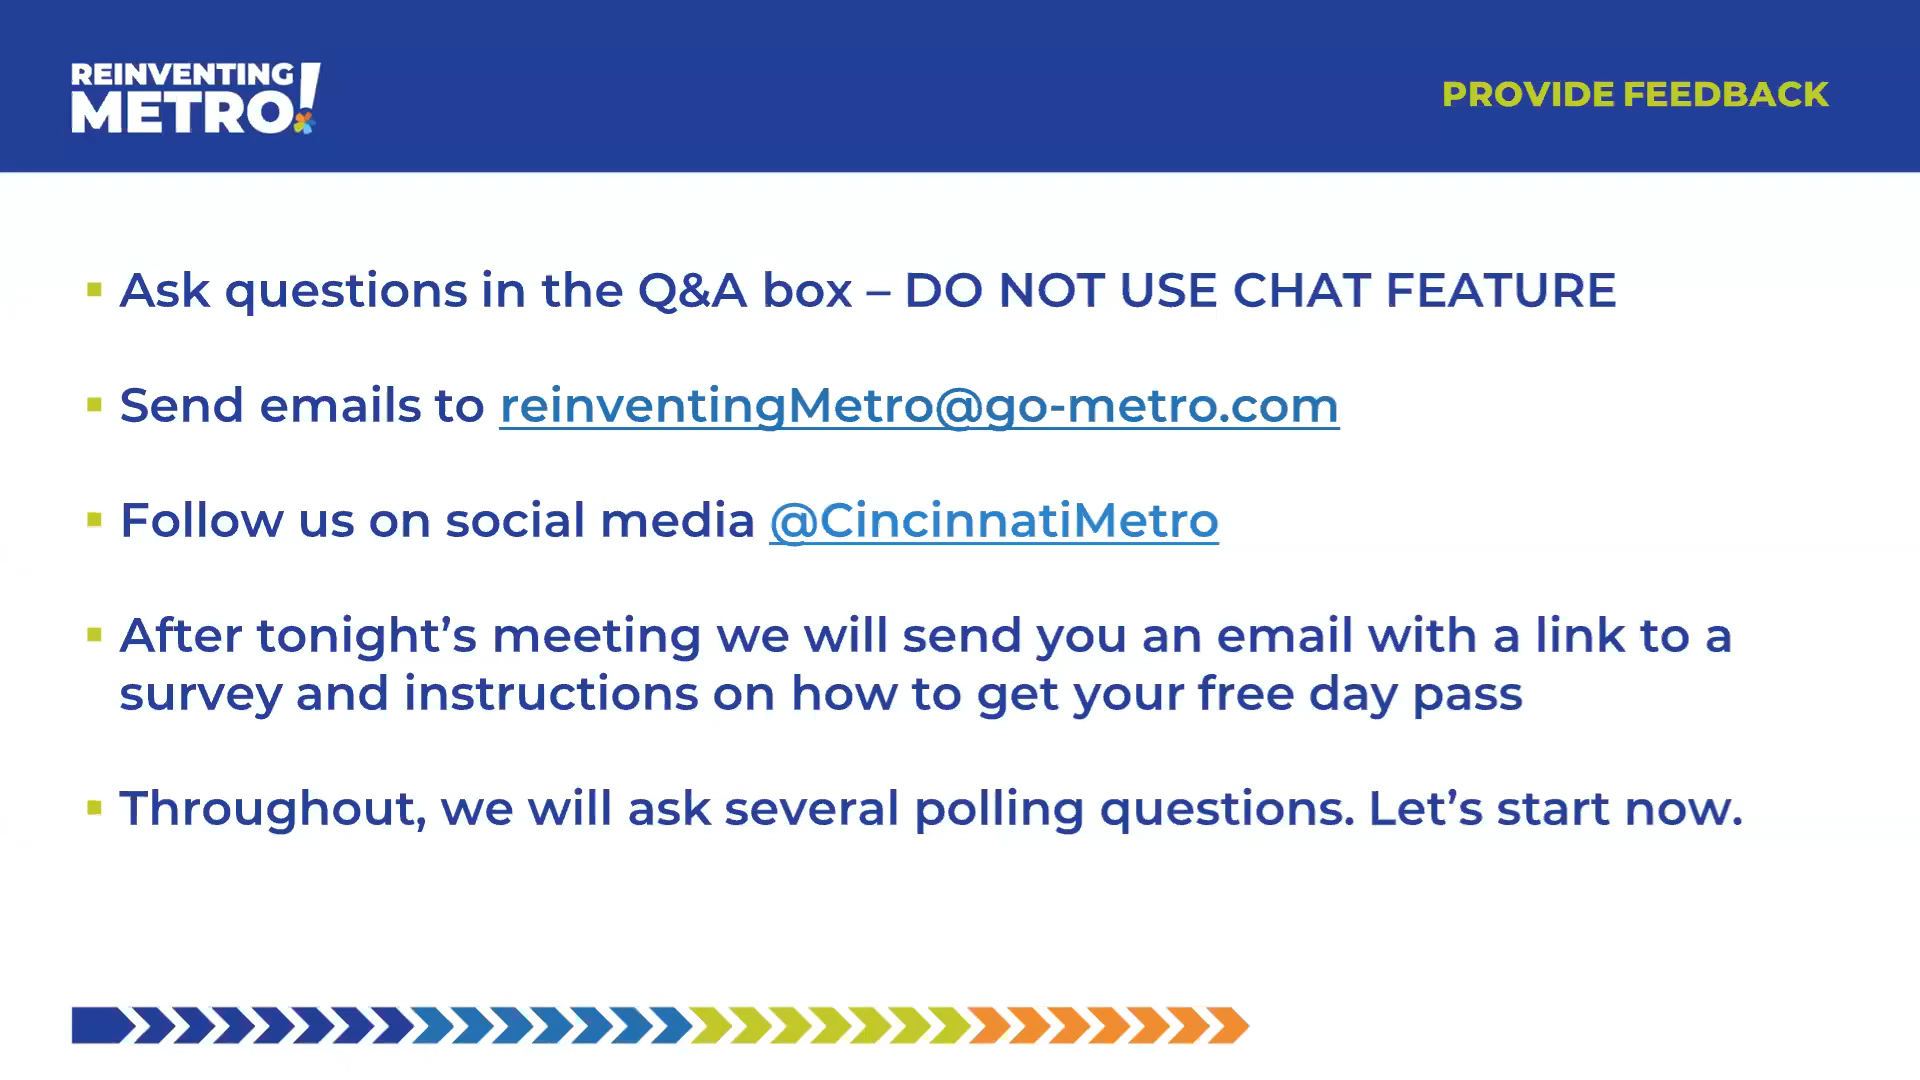 REINVENTING
METRO!
PROVIDE FEEDBACK
▪ Ask questions in the Q&A box – DO NOT USE CHAT FEATURE
▪ Send emails to reinventingMetro@go-metro.com
▪ Follow us on social media @CincinnatiMetro
▪ After tonight’s meeting we will send you an email with a link to a
survey and instructions on how to get your free day pass
▪ Throughout, we will ask several polling questions. Let’s start now.